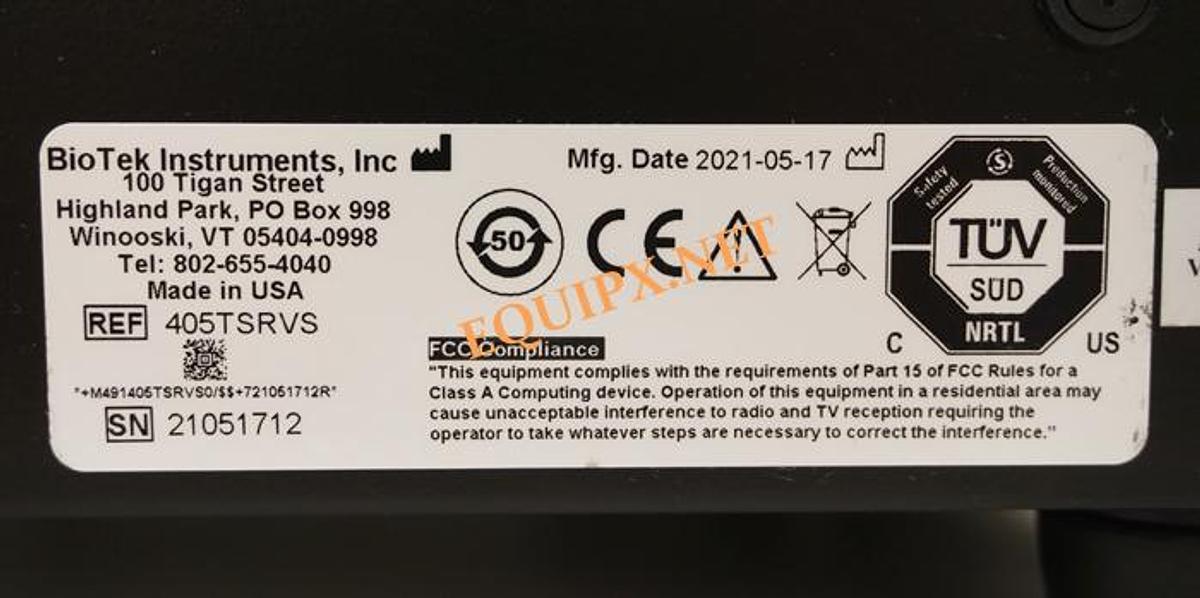 BioTek Instruments, Inc
100 Tigan Street
Highland Park, PO Box 998
Winooski, VT 05404-0998
Tel: 802-655-4040
Made in USA
REF 405TSRVS
*+M491405TSRVS0/$$+721051712R*
SN 21051712
Mfg. Date 2021-05-17
50
CE
EQUIPX.NET
Safety tested
Production monitored
TÜV
SÜD
NRTL
C US
FCC Compliance
"This equipment complies with the requirements of Part 15 of FCC Rules for a
Class A Computing device. Operation of this equipment in a residential area may
cause unacceptable interference to radio and TV reception requiring the
operator to take whatever steps are necessary to correct the interference."